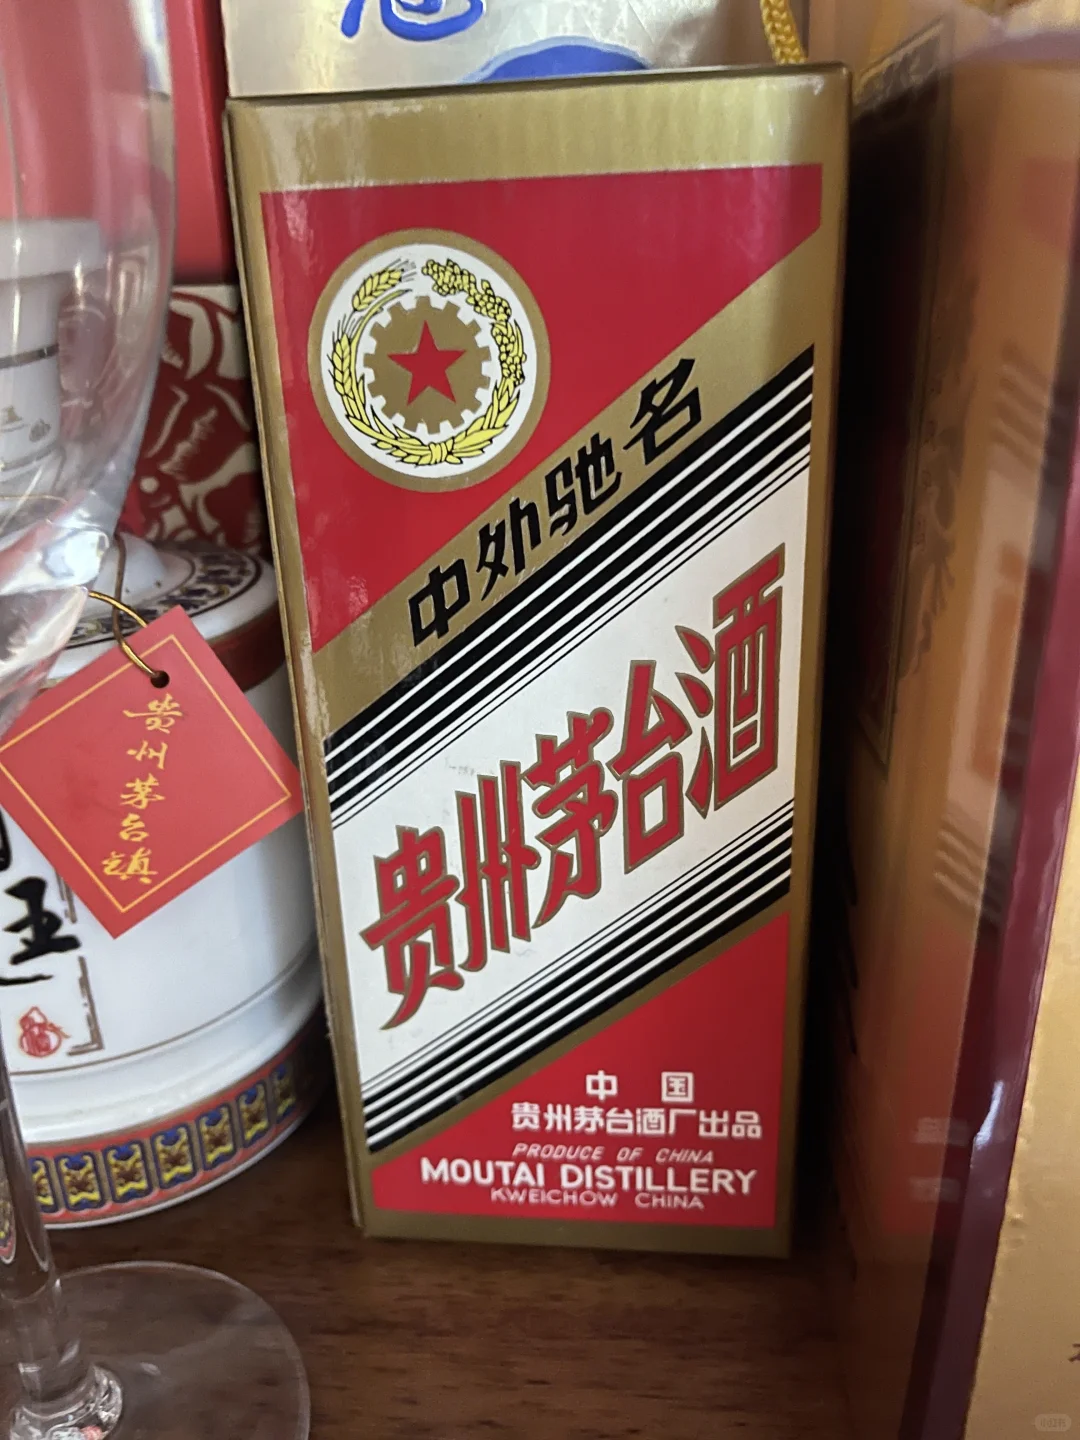 中外驰名
贵州茅台酒
中国
贵州茅台酒厂出品
PRODUCE OF CHINA
MOUTAI DISTILLERY
KWEICHOW CHINA
贵州茅台镇
王